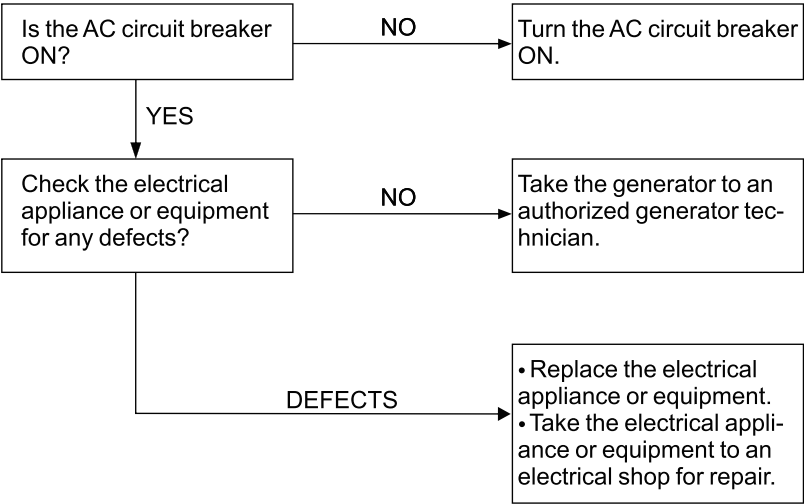 Is the AC circuit breaker
ON?
NO
Turn the AC circuit breaker
ON.
YES
Check the electrical
appliance or equipment
for any defects?
NO
Take the generator to an
authorized generator tec-
hnician.
DEFECTS
• Replace the electrical
appliance or equipment.
• Take the electrical appli-
ance or equipment to an
electrical shop for repair.